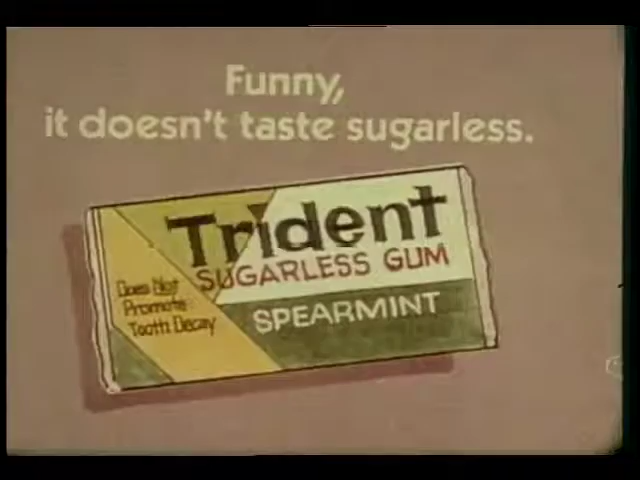 Funny,
it doesn't taste sugarless.
Trident
SUGARLESS GUM
Does Not
Promote
Tooth Decay
SPEARMINT